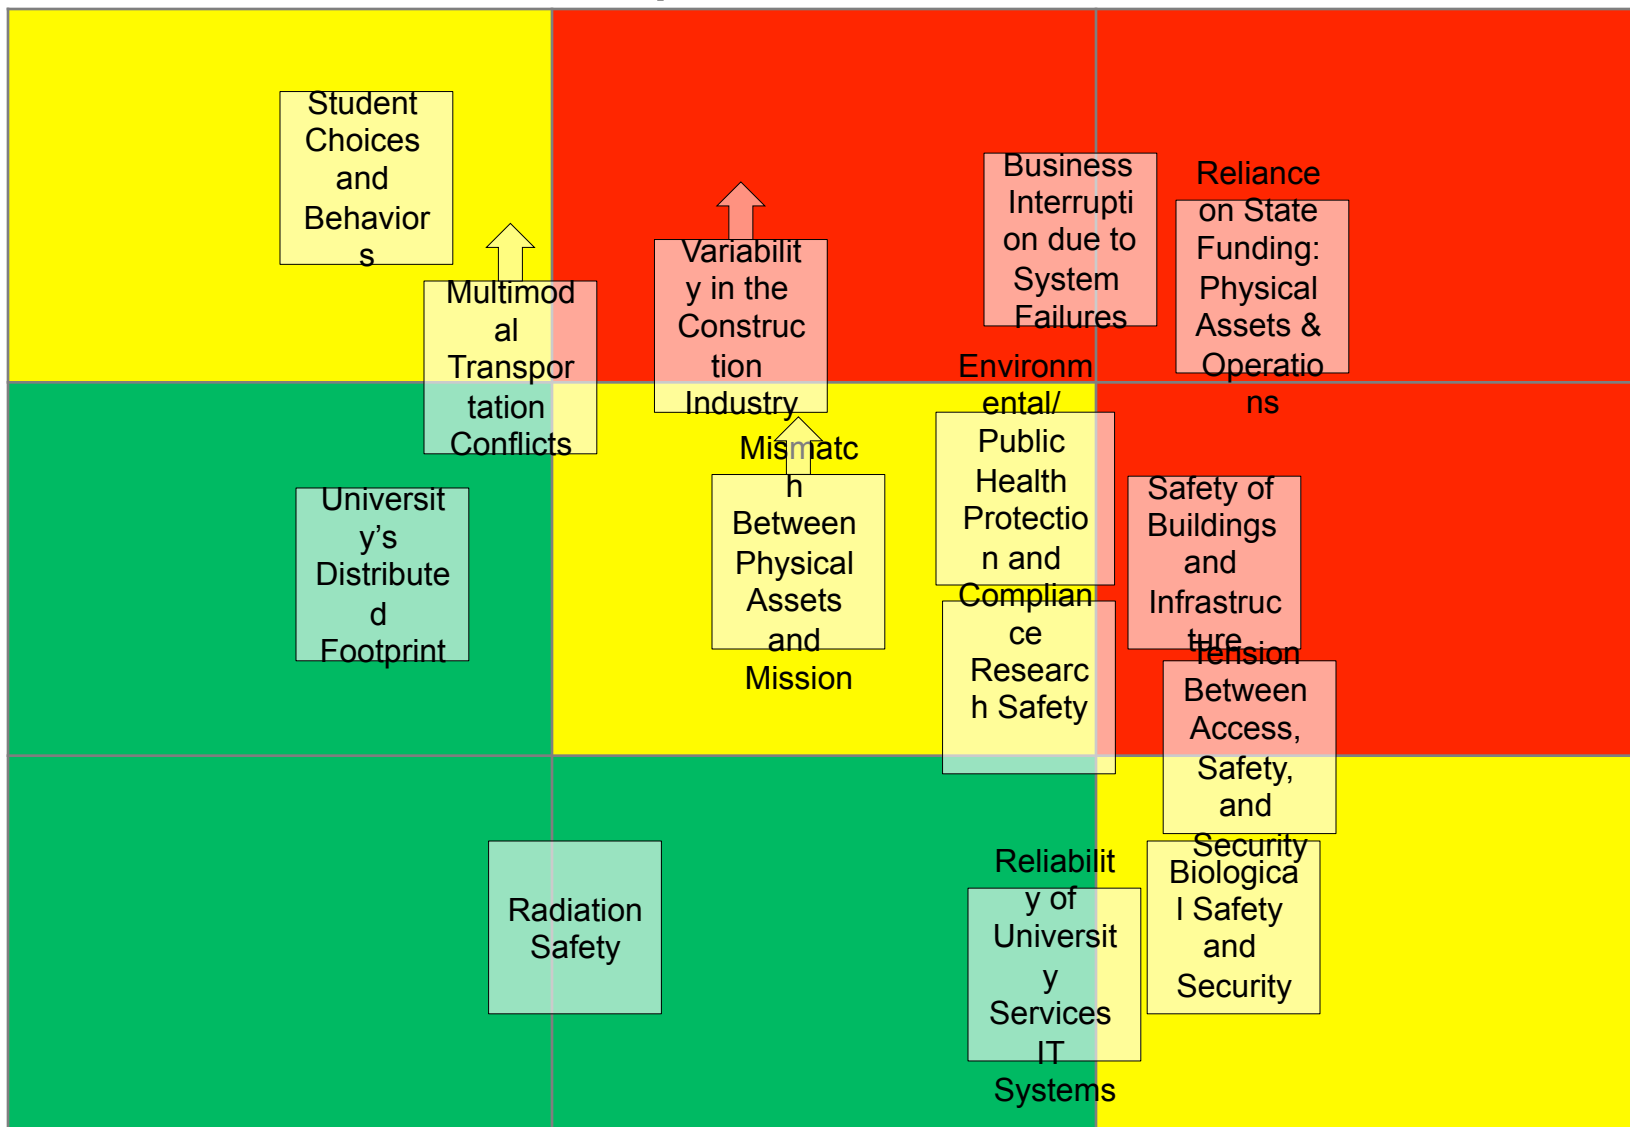 Student
Choices
and
Behavior
s
Multimod
al
Transpor
tation
Conflicts
Variabilit
y in the
Construc
tion
Industry
Business
Interrupti
on due to
System
Failures
Reliance
on State
Funding:
Physical
Assets &
Operatio
ns
University
y’s
Distribute
d
Footprint
Mismatc
h
Between
Physical
Assets
and
Mission
Environm
ental/
Public
Health
Protectio
n and
Complian
ce
Researc
h Safety
Safety of
Buildings
and
Infrastruc
ture
Tension
Between
Access,
Safety,
and
Security
Radiation
Safety
Reliabilit
y of
Universit
y
Services
IT
Systems
Biologica
l Safety
and
Security